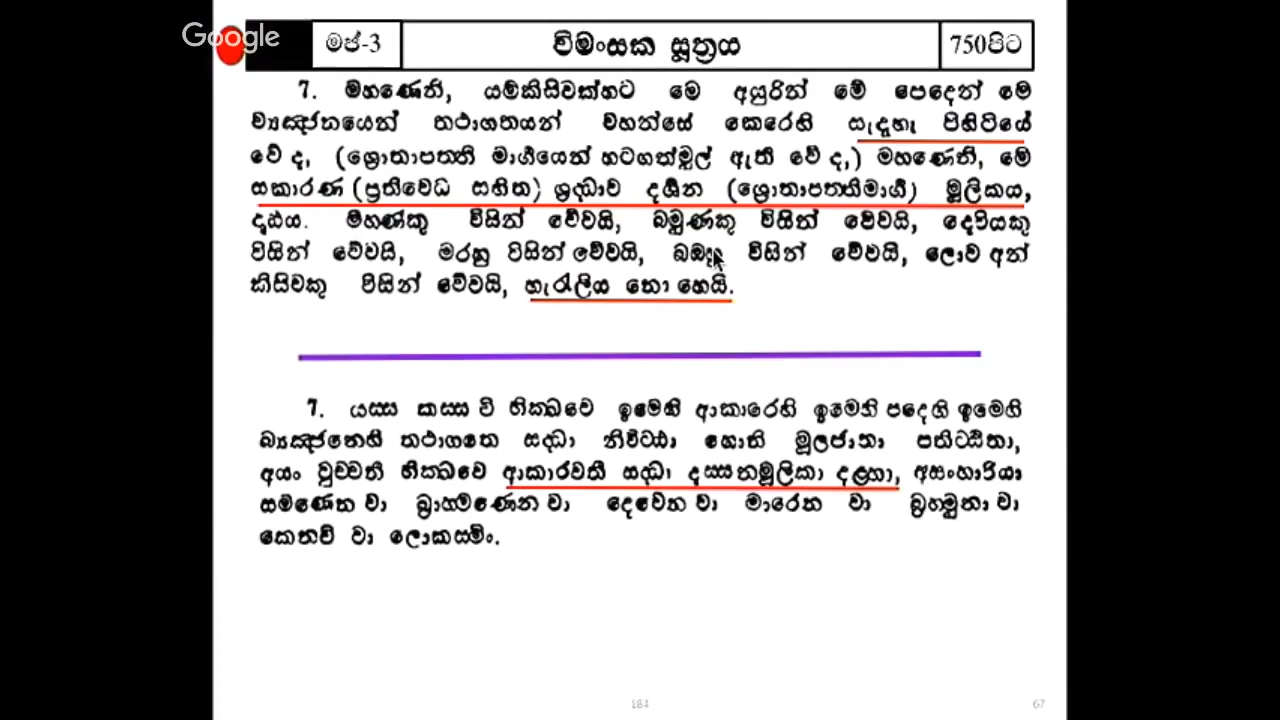 Google
මජ්-3
විමංසක සූත්‍රය
750පිට
7. මහණෙනි, යම්කිසිවක්හට මෙ අයුරින් මේ පෙදෙන් මෙ
ව්‍යඤ්ජනයෙන් තථාගතයන් වහන්සේ කෙරෙහි සැදැහැ පිහිටියේ
වේ ද, (ශ්‍රොතාපත්ති මාර්ගයෙන් හටගත්මුල් ඇති වේ ද,) මහණෙනි, මේ
සකාරණ (ප්‍රතිවෙධ සහිත) ශ්‍රද්ධාව දර්ශන (ශ්‍රොතාපත්තිමාර්ග) මූලිකය,
දෘඪය. මහණකු විසින් වේවයි, බමුණකු විසින් වේවයි, දෙවියකු
විසින් වේවයි, මරහු විසින් වේවයි, විසින් වේවයි, ලොව අන්
කිසිවකු විසින් වේවයි, හැරැලිය නො හෙයි.
7. යස්ස කස්ස චි භික්ඛවෙ ඉමෙහි ආකාරෙහි ඉමෙහි පදෙහි ඉමෙහි
බ්‍යඤ්ජනෙහි තථාගතෙ සද්ධා නිවිට්ඨා හොති මූලජාතා පතිට්ඨිතා,
අයං වුච්චති භික්ඛවෙ ආකාරවතී සද්ධා දස්සනමූලිකා දළ්හා, අසංහාරියා
සමණෙන වා බ්‍රාහ්මණෙන වා දෙවෙන වා මාරෙන වා බ්‍රහ්මුනා වා
කෙනචි වා ලොකස්මිං.
184
67